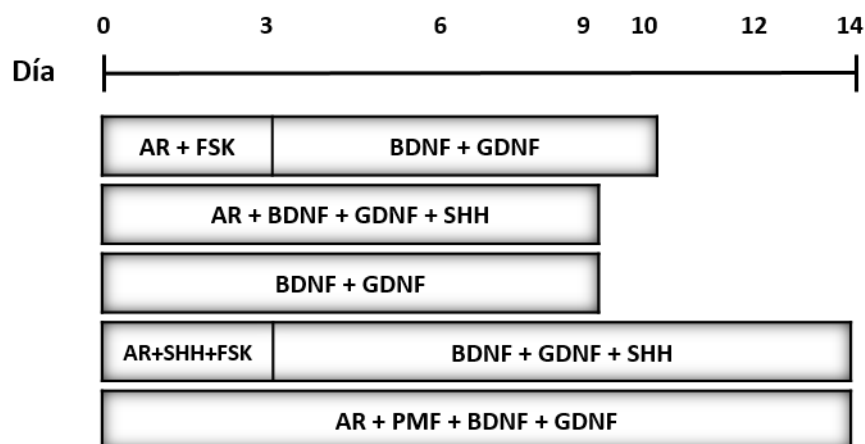 0 3 6 9 10 12 14
Día
AR + FSK BDNF + GDNF
AR + BDNF + GDNF + SHH
BDNF + GDNF
AR+SHH+FSK BDNF + GDNF + SHH
AR + PMF + BDNF + GDNF